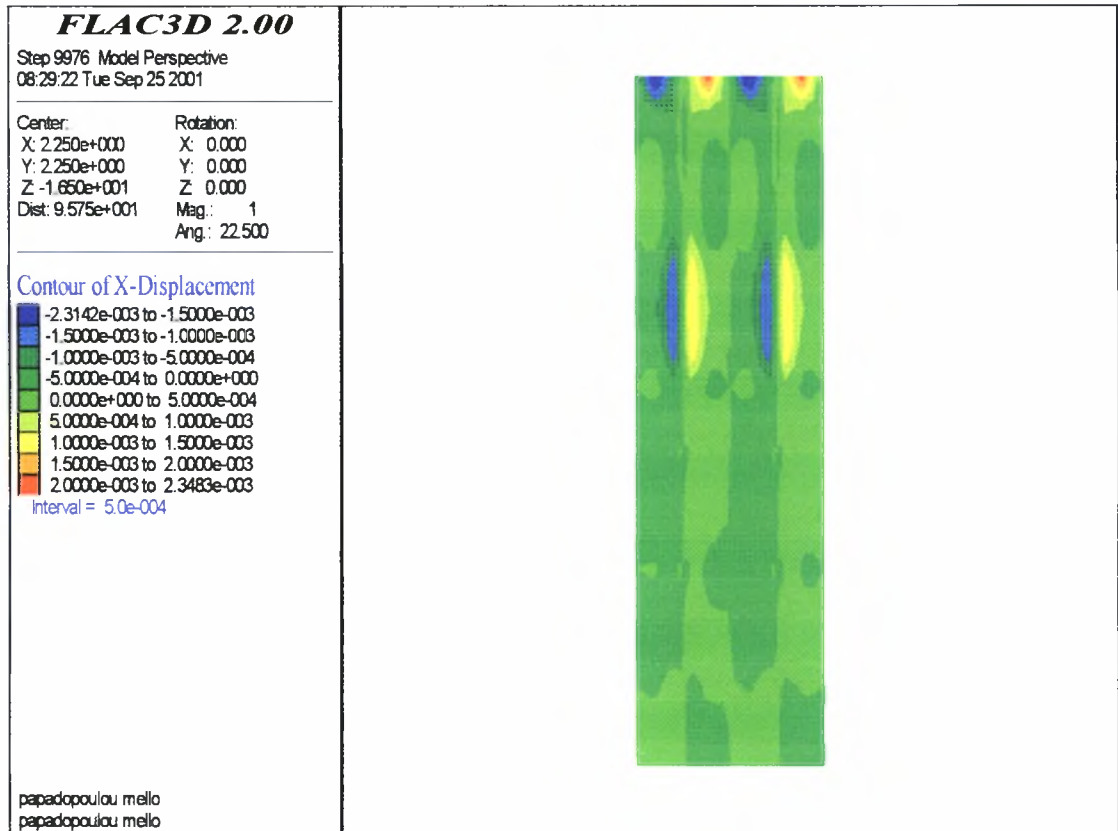 FLAC3D 2.00
Step 9976 Model Perspective
08:29:22 Tue Sep 25 2001
Center:
X: 2.250e+000
Y: 2.250e+000
Z: -1.650e+001
Dist: 9.575e+001
Rotation:
X: 0.000
Y: 0.000
Z: 0.000
Mag.: 1
Ang.: 22.500
Contour of X-Displacement
-2.3142e-003 to -1.5000e-003
-1.5000e-003 to -1.0000e-003
-1.0000e-003 to -5.0000e-004
-5.0000e-004 to 0.0000e+000
0.0000e+000 to 5.0000e-004
5.0000e-004 to 1.0000e-003
1.0000e-003 to 1.5000e-003
1.5000e-003 to 2.0000e-003
2.0000e-003 to 2.3483e-003
Interval = 5.0e-004
papadopoulou mello
papadopoulou mello